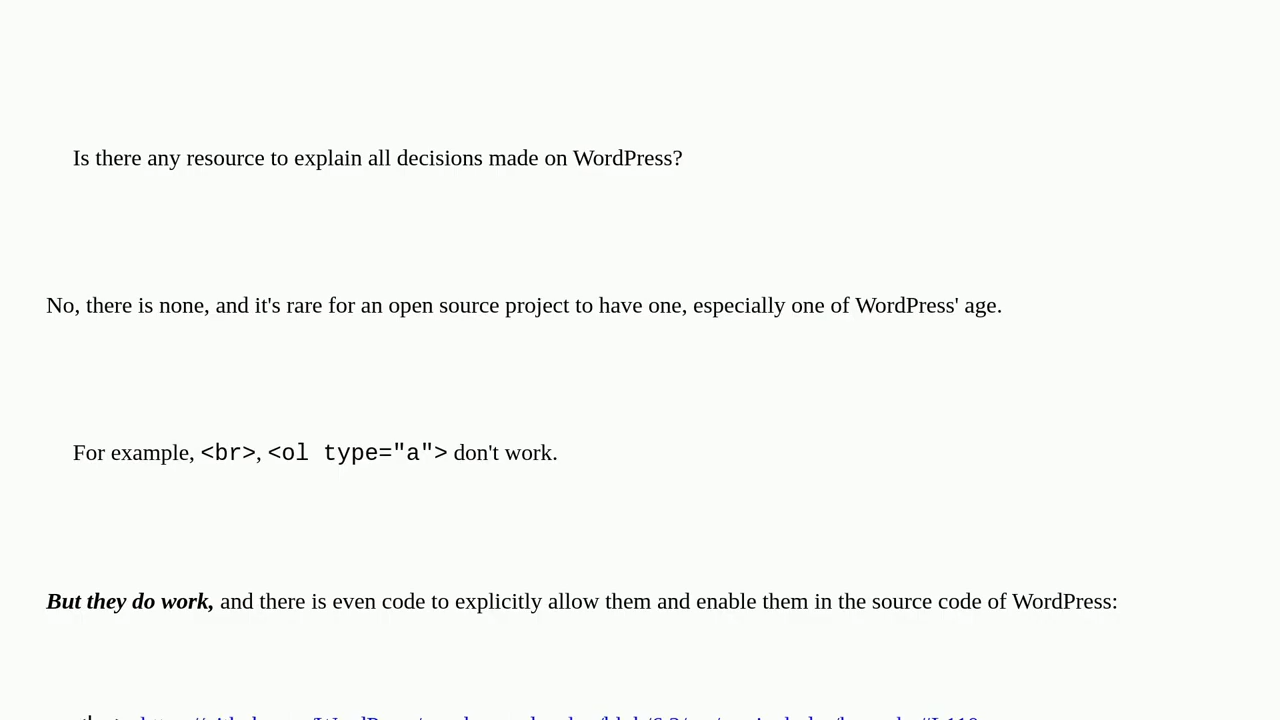 Is there any resource to explain all decisions made on WordPress?
No, there is none, and it's rare for an open source project to have one, especially one of WordPress' age.
For example, <br>, <ol type="a"> don't work.
But they do work, and there is even code to explicitly allow them and enable them in the source code of WordPress: